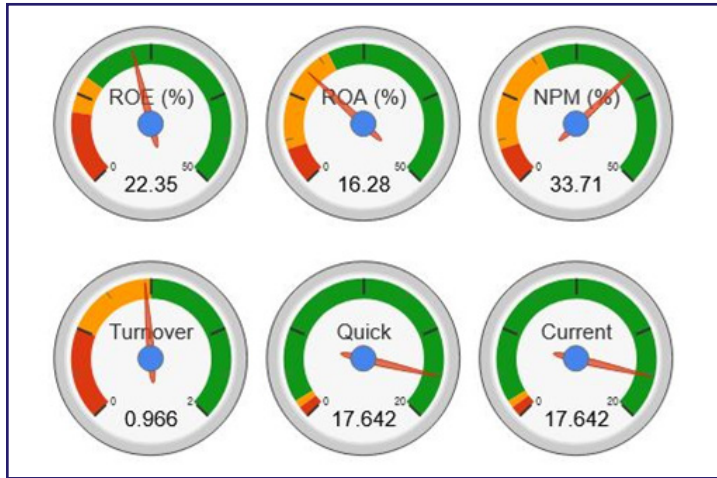 ROE (%)
0 50
22.35
ROA (%)
0 50
16.28
NPM (%)
0 50
33.71
Turnover
0 2
0.966
Quick
0 20
17.642
Current
0 20
17.642